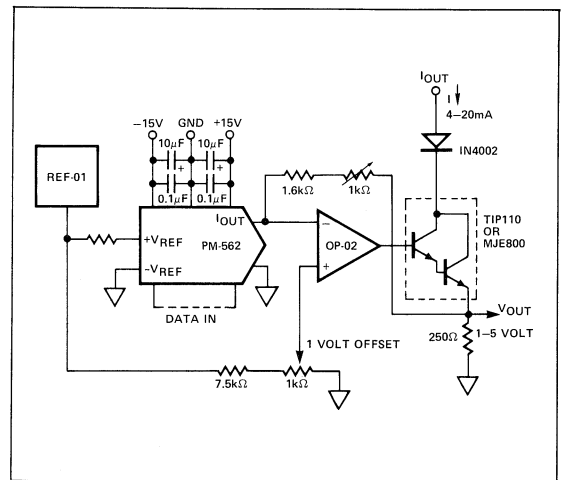 IOUT
I
4–20mA
IN4002
–15V GND +15V
10µF 10µF
+ +
0.1µF 0.1µF
REF-01
1.6kΩ 1kΩ
IOUT
+VREF
PM-562
–VREF
DATA IN
–
OP-02
+
TIP110
OR
MJE800
VOUT
250Ω 1–5 VOLT
1 VOLT OFFSET
7.5kΩ 1kΩ